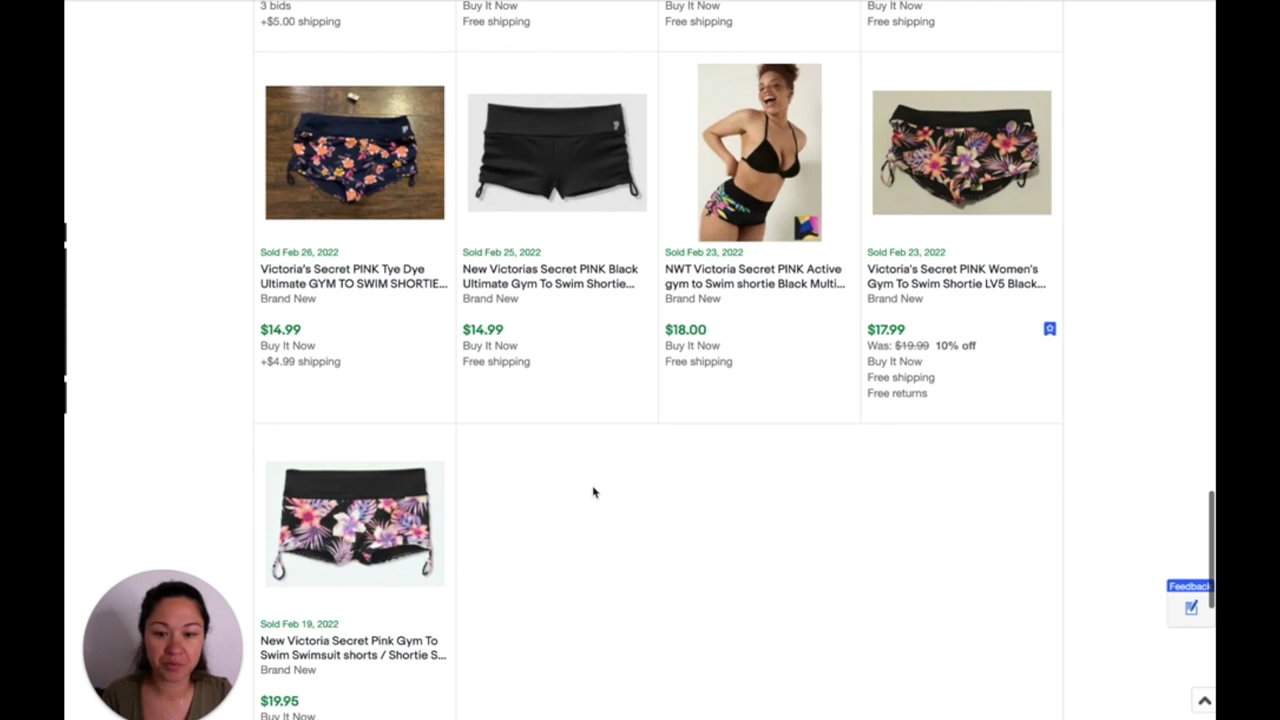 3 bids
+$5.00 shipping
Buy It Now
Free shipping
Buy It Now
Free shipping
Buy It Now
Free shipping
Sold Feb 26, 2022
Victoria's Secret PINK Tye Dye
Ultimate GYM TO SWIM SHORTIE...
Brand New
$14.99
Buy It Now
+$4.99 shipping
Sold Feb 25, 2022
New Victorias Secret PINK Black
Ultimate Gym To Swim Shortie...
Brand New
$14.99
Buy It Now
Free shipping
Sold Feb 23, 2022
NWT Victoria Secret PINK Active
gym to Swim shortie Black Multi...
Brand New
$18.00
Buy It Now
Free shipping
Sold Feb 23, 2022
Victoria's Secret PINK Women's
Gym To Swim Shortie LV5 Black...
Brand New
$17.99
Was: $19.99 10% off
Buy It Now
Free shipping
Free returns
Sold Feb 19, 2022
New Victoria Secret Pink Gym To
Swim Swimsuit shorts / Shortie S...
Brand New
$19.95
Buy It Now
Feedback